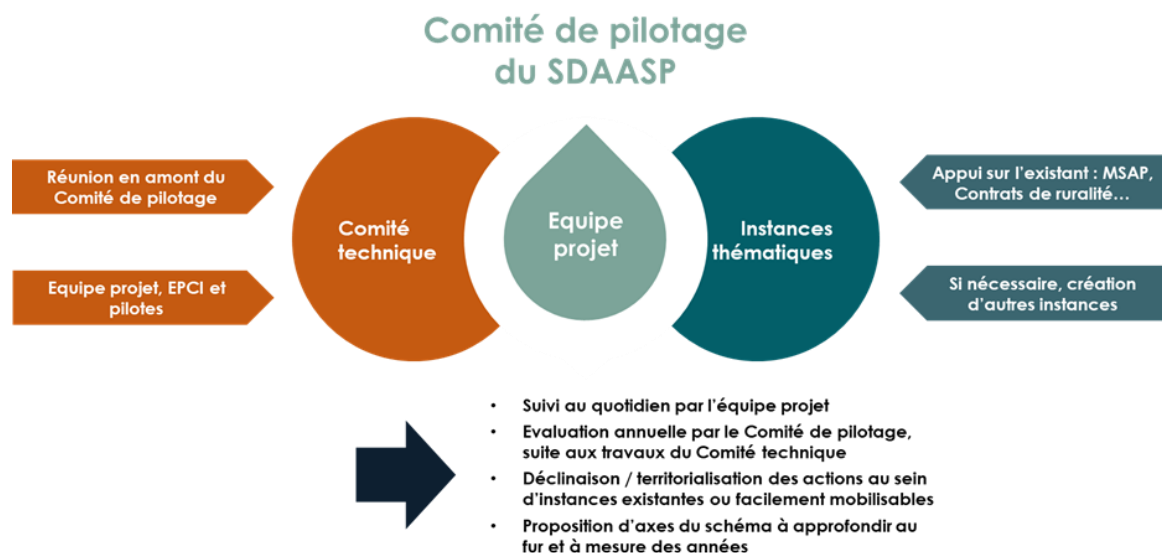 Comité de pilotage
du SDAASP
Réunion en amont du
Comité de pilotage
Equipe projet, EPCI et
pilotes
Comité
technique
Equipe
projet
Instances
thématiques
Appui sur l'existant : MSAP,
Contrats de ruralité…
Si nécessaire, création
d'autres instances
• Suivi au quotidien par l'équipe projet
• Evaluation annuelle par le Comité de pilotage,
suite aux travaux du Comité technique
• Déclinaison / territorialisation des actions au sein
d'instances existantes ou facilement mobilisables
• Proposition d'axes du schéma à approfondir au
fur et à mesure des années